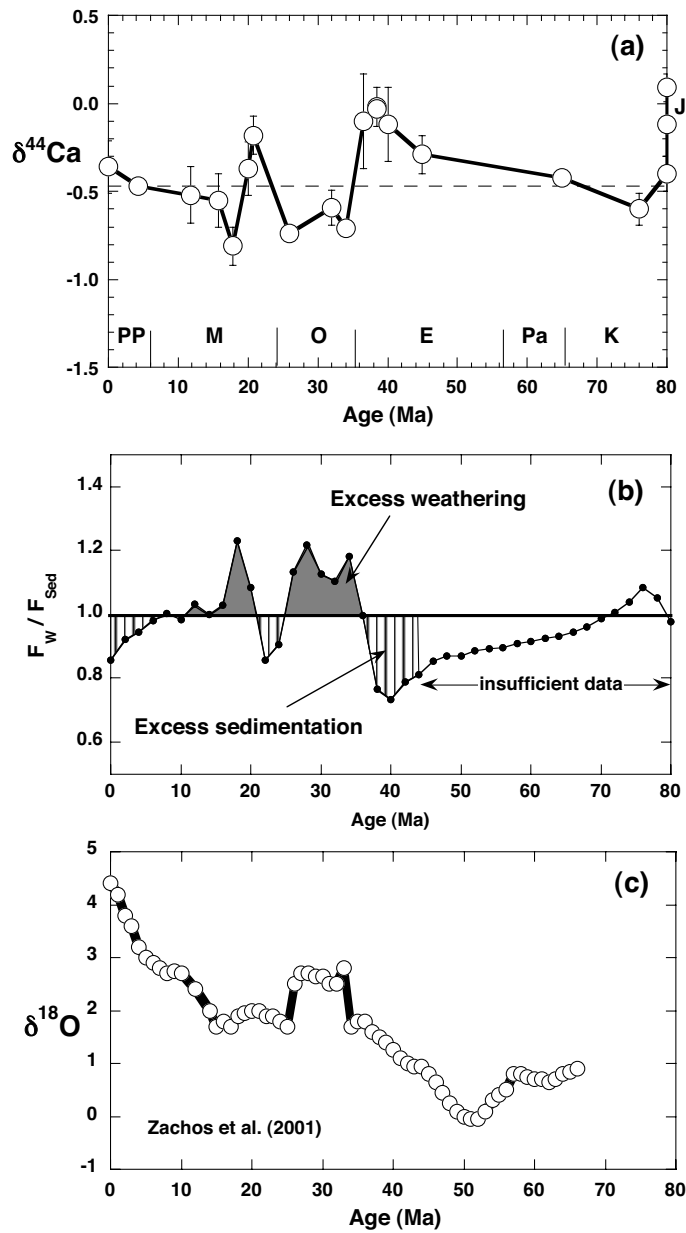 (a)
0.5
0.0
-0.5
-1.0
-1.5
δ44Ca
J
PP M O E Pa K
0 10 20 30 40 50 60 70 80
Age (Ma)
(b)
1.4
1.2
1.0
0.8
0.6
FW / FSed
Excess weathering
insufficient data
Excess sedimentation
0 10 20 30 40 50 60 70 80
Age (Ma)
(c)
5
4
3
2
1
0
-1
δ18O
Zachos et al. (2001)
0 10 20 30 40 50 60 70 80
Age (Ma)